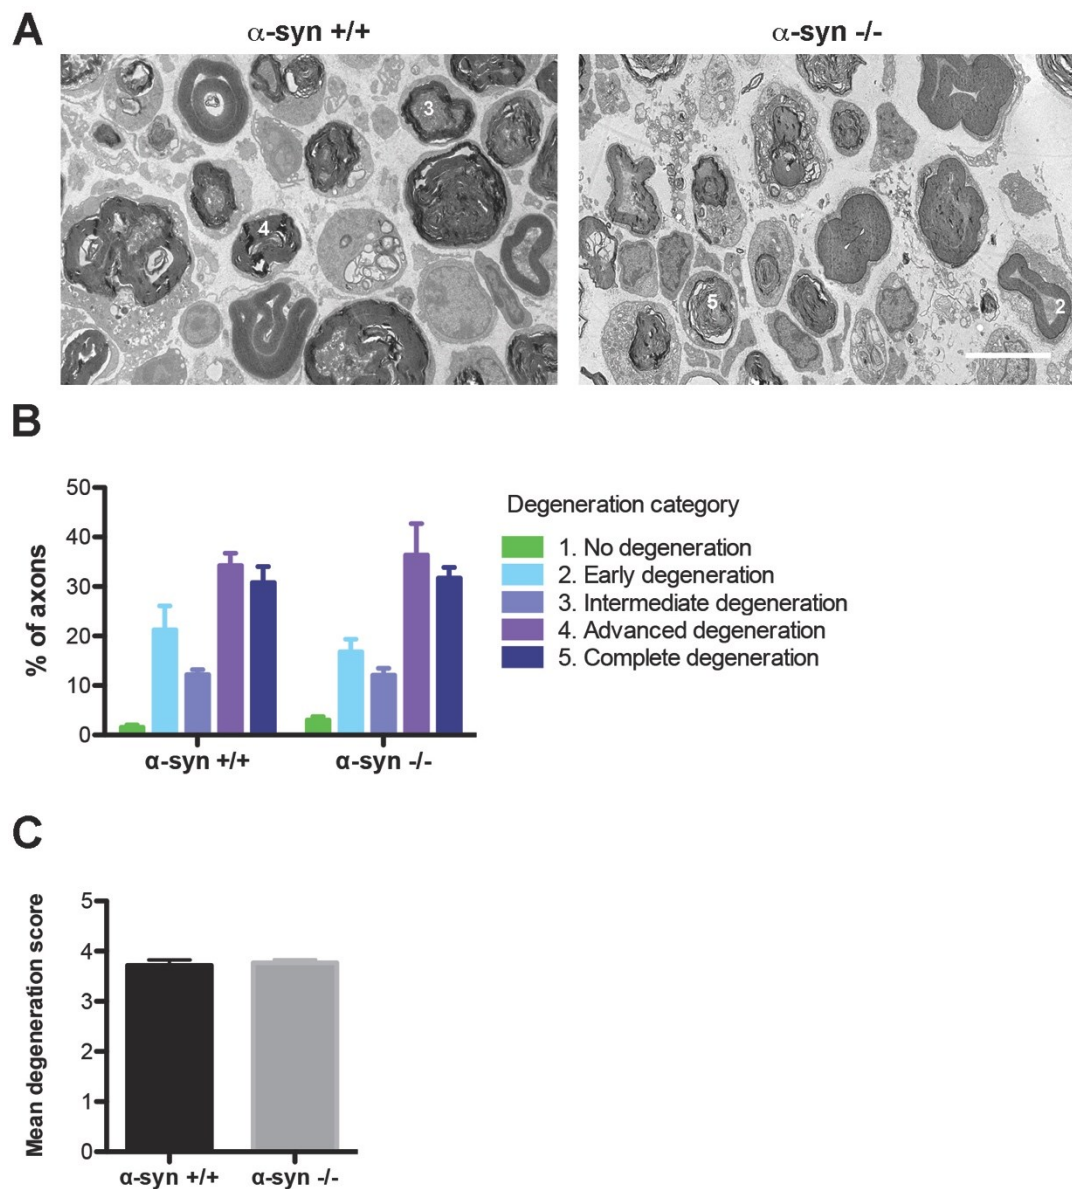 A
α-syn +/+
α-syn -/-
3
4
5
2
B
% of axons
50
40
30
20
10
0
α-syn +/+
α-syn -/-
Degeneration category
1. No degeneration
2. Early degeneration
3. Intermediate degeneration
4. Advanced degeneration
5. Complete degeneration
C
Mean degeneration score
5
4
3
2
1
0
α-syn +/+
α-syn -/-